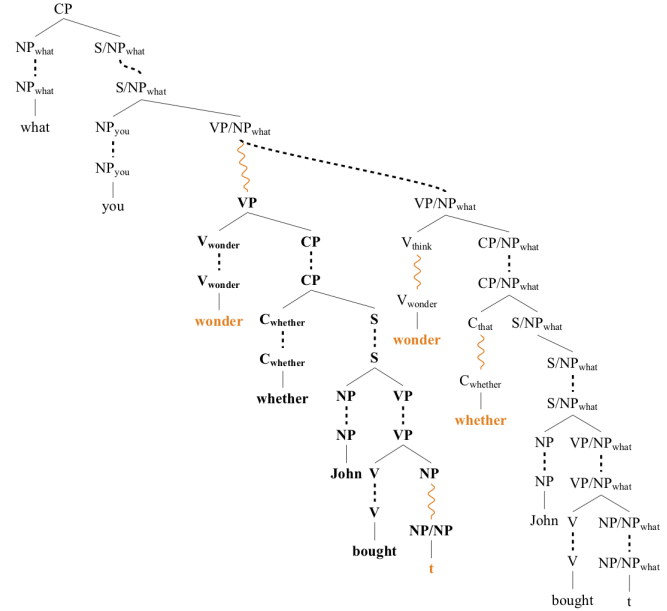 CP
NPwhat S/NPwhat
NPwhat S/NPwhat
what NPyou VP/NPwhat
NPyou
you VP VP/NPwhat
Vwonder CP Vthink CP/NPwhat
Vwonder CP CP/NPwhat
wonder Cwhether S Vwonder Cthat S/NPwhat
wonder
Cwhether S S/NPwhat
whether NP VP Cwhether S/NPwhat
whether
NP VP NP VP/NPwhat
John V NP NP VP/NPwhat
V NP/NP John V NP/NPwhat
bought t V NP/NPwhat
bought t